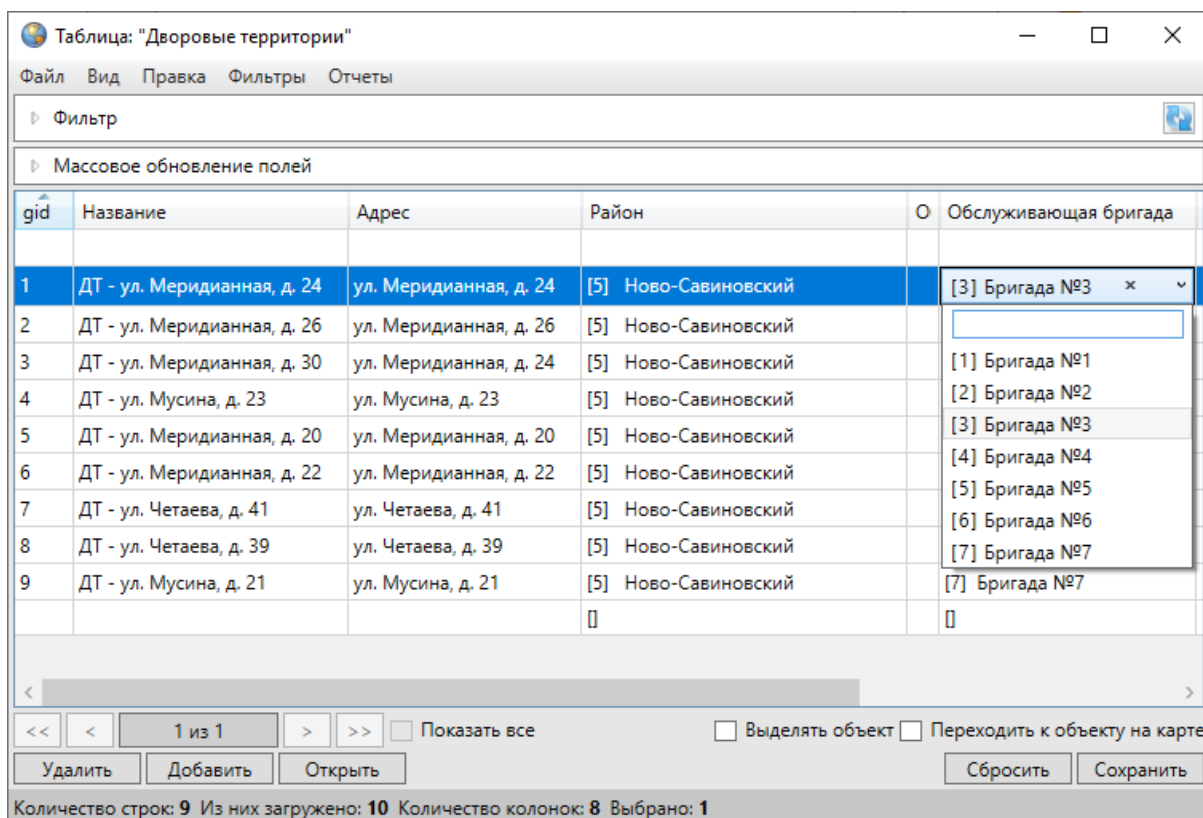 Таблица: "Дворовые территории"
Файл Вид Правка Фильтры Отчеты
Фильтр
Массовое обновление полей
gid Название Адрес Район О Обслуживающая бригада
1 ДТ - ул. Меридианная, д. 24 ул. Меридианная, д. 24 [5] Ново-Савиновский [3] Бригада №3
2 ДТ - ул. Меридианная, д. 26 ул. Меридианная, д. 26 [5] Ново-Савиновский
3 ДТ - ул. Меридианная, д. 30 ул. Меридианная, д. 24 [5] Ново-Савиновский [1] Бригада №1
4 ДТ - ул. Мусина, д. 23 ул. Мусина, д. 23 [5] Ново-Савиновский [2] Бригада №2
5 ДТ - ул. Меридианная, д. 20 ул. Меридианная, д. 20 [5] Ново-Савиновский [3] Бригада №3
6 ДТ - ул. Меридианная, д. 22 ул. Меридианная, д. 22 [5] Ново-Савиновский [4] Бригада №4
7 ДТ - ул. Четаева, д. 41 ул. Четаева, д. 41 [5] Ново-Савиновский [5] Бригада №5
[6] Бригада №6
8 ДТ - ул. Четаева, д. 39 ул. Четаева, д. 39 [5] Ново-Савиновский [7] Бригада №7
9 ДТ - ул. Мусина, д. 21 ул. Мусина, д. 21 [5] Ново-Савиновский [7] Бригада №7
[] []
<< < 1 из 1 > >> Показать все Выделять объект Переходить к объекту на карте
Удалить Добавить Открыть Сбросить Сохранить
Количество строк: 9 Из них загружено: 10 Количество колонок: 8 Выбрано: 1